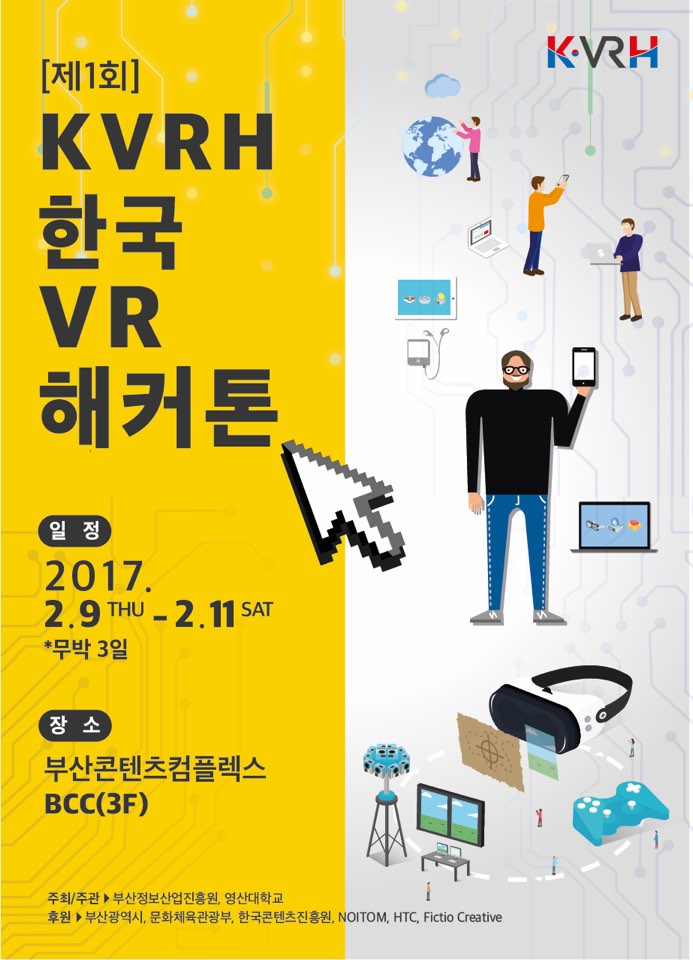 K·VRH
[제1회]
KVRH
한국
VR
해커톤
일 정
2017.
2.9 THU - 2.11 SAT
*무박 3일
장 소
부산콘텐츠컴플렉스
BCC(3F)
주최/주관 ▶ 부산정보산업진흥원, 영산대학교
후원 ▶ 부산광역시, 문화체육관광부, 한국콘텐츠진흥원, NOITOM, HTC, Fictio Creative
$